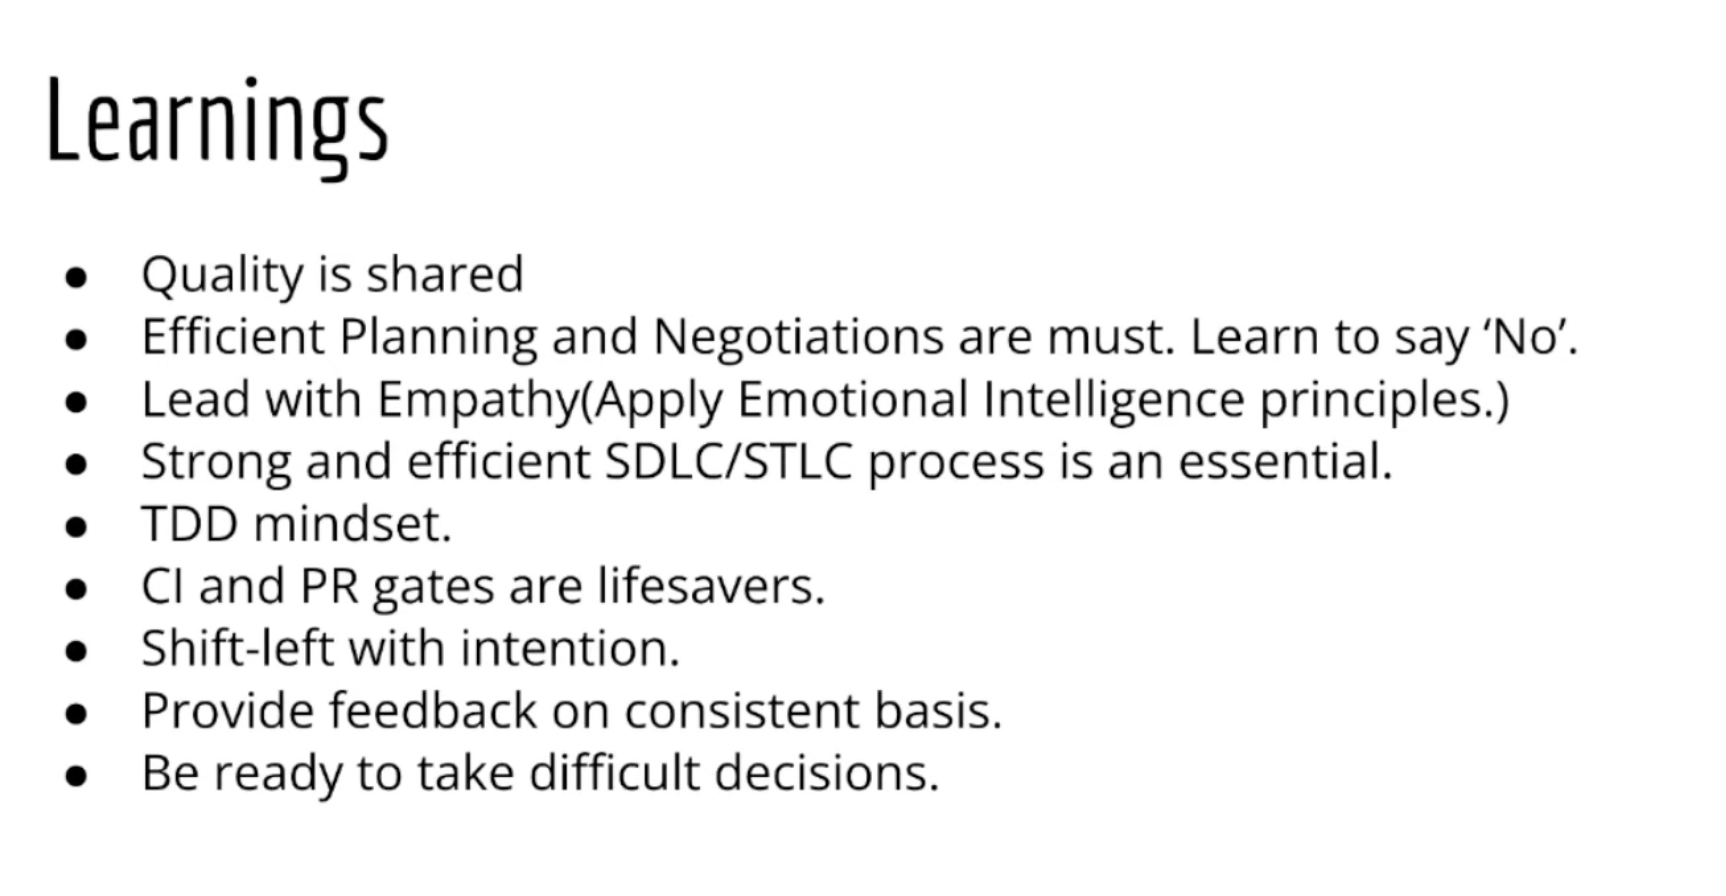 Learnings
● Quality is shared
● Efficient Planning and Negotiations are must. Learn to say ‘No’.
● Lead with Empathy(Apply Emotional Intelligence principles.)
● Strong and efficient SDLC/STLC process is an essential.
● TDD mindset.
● CI and PR gates are lifesavers.
● Shift-left with intention.
● Provide feedback on consistent basis.
● Be ready to take difficult decisions.